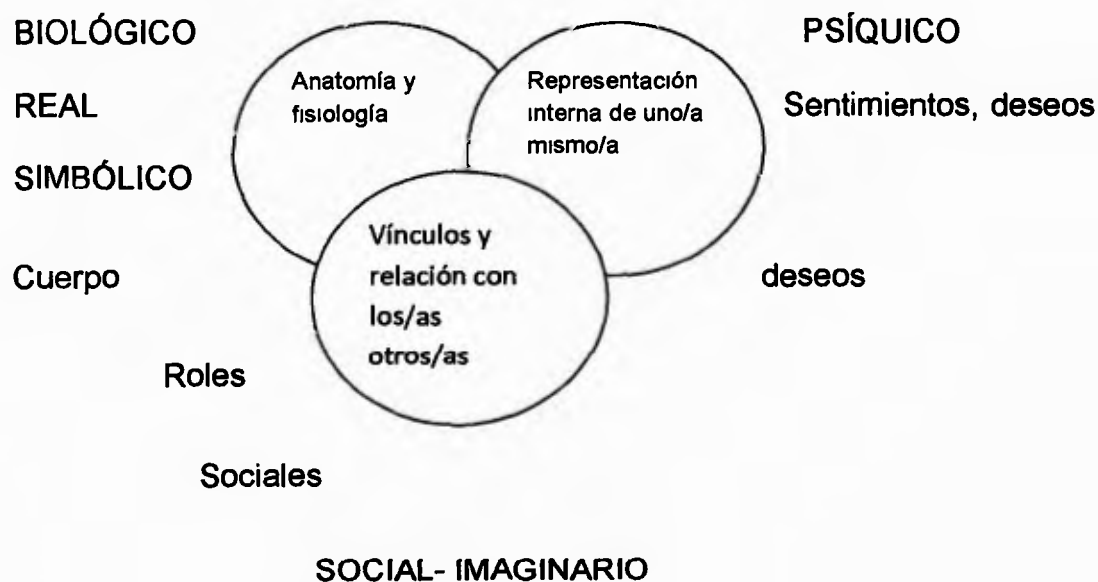 BIOLÓGICO
PSÍQUICO
Anatomía y
fisiología
Representación
interna de uno/a
mismo/a
REAL
Sentimientos, deseos
SIMBÓLICO
Vínculos y
relación con
los/as
otros/as
Cuerpo
deseos
Roles
Sociales
SOCIAL- IMAGINARIO